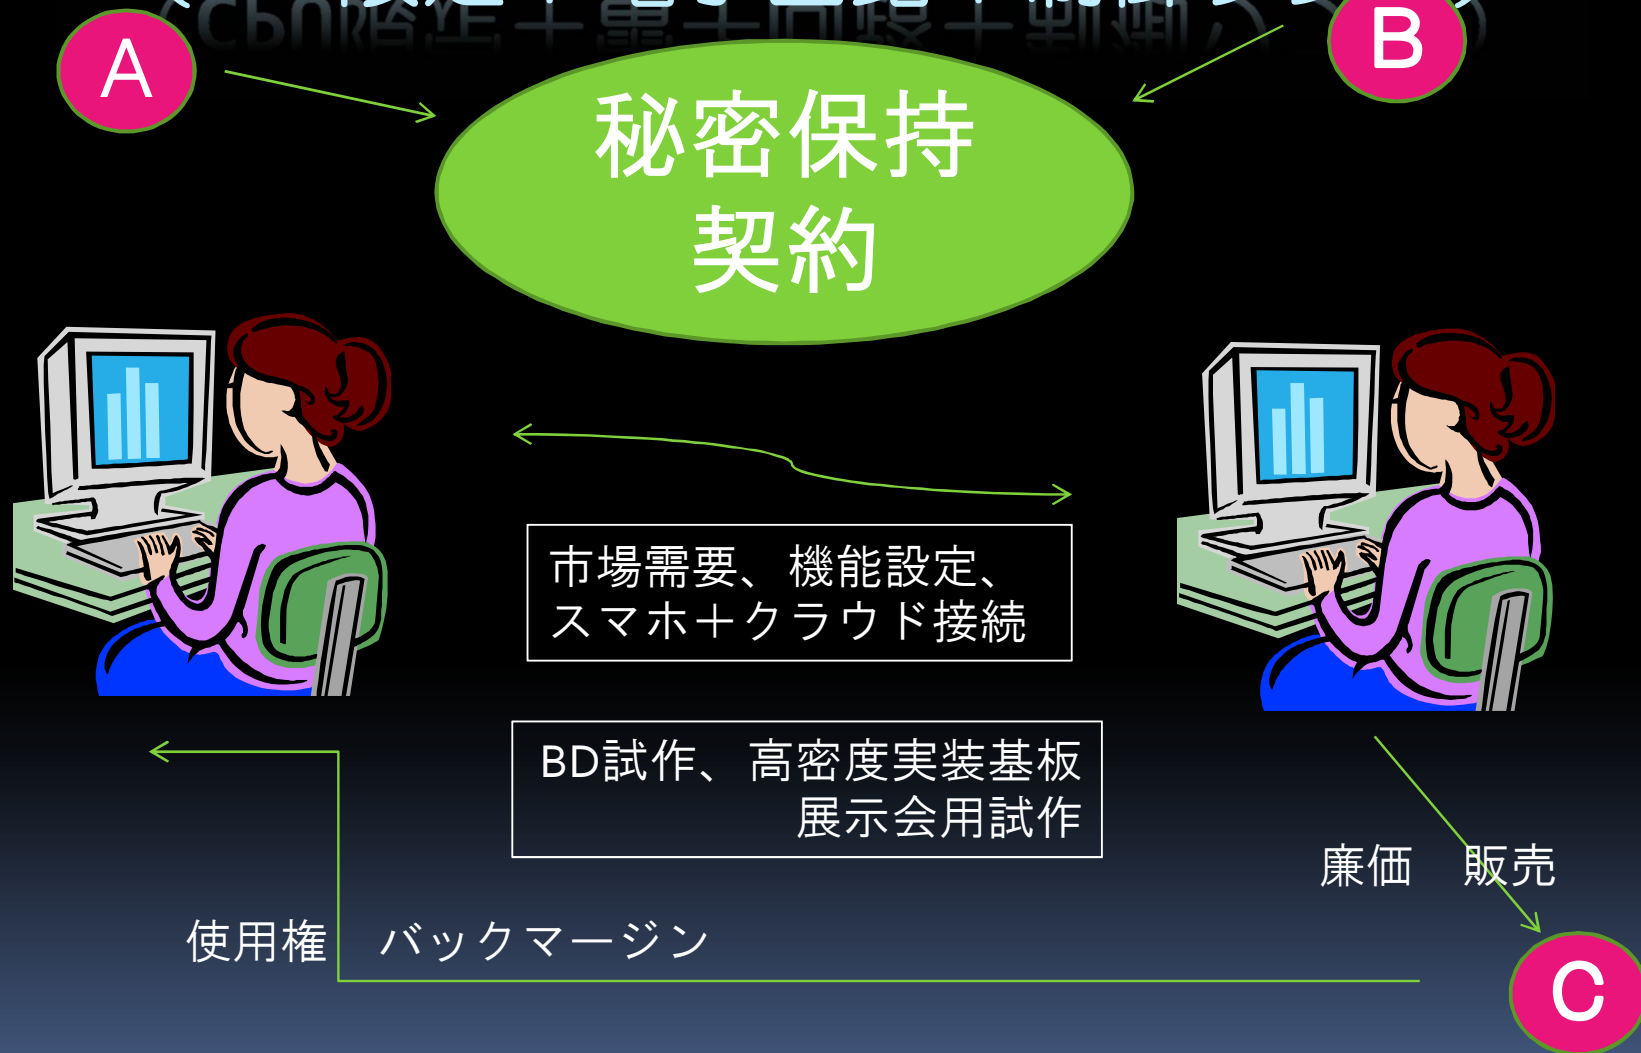 A
B
秘密保持
契約
市場需要、機能設定、
スマホ＋クラウド接続
BD試作、高密度実装基板
展示会用試作
廉価　販売
使用権　バックマージン
C